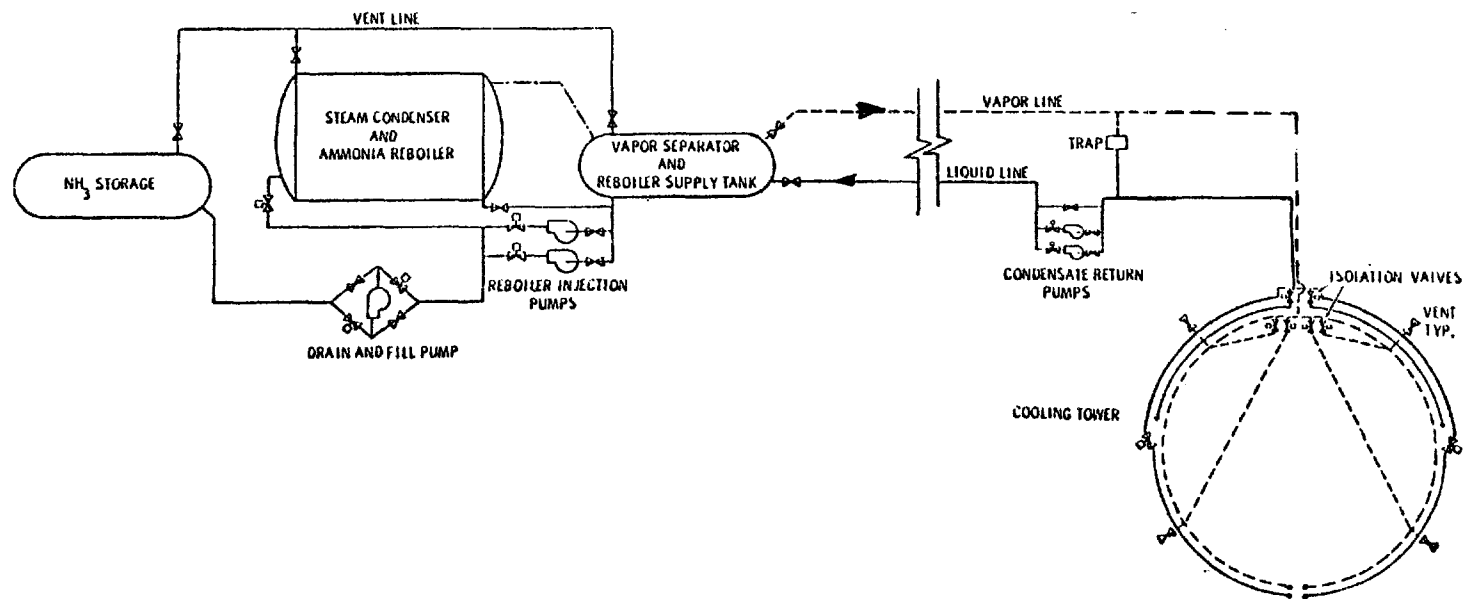 VENT LINE
STEAM CONDENSER
AND
AMMONIA REBOILER
NH3 STORAGE
VAPOR SEPARATOR
AND
REBOILER SUPPLY TANK
VAPOR LINE
TRAP
LIQUID LINE
REBOILER INJECTION
PUMPS
CONDENSATE RETURN
PUMPS
DRAIN AND FILL PUMP
ISOLATION VALVES
VENT
TYP.
COOLING TOWER